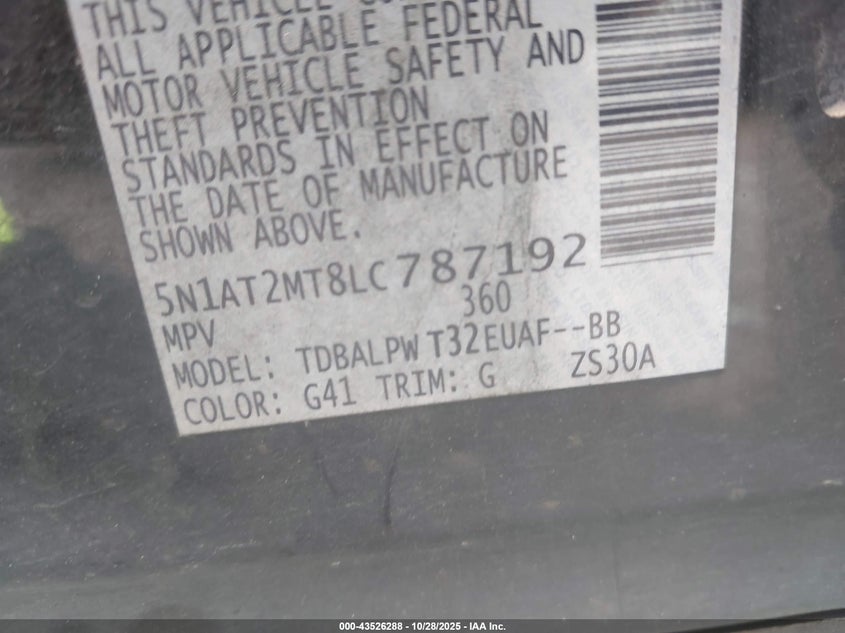 THIS VEHICLE
ALL APPLICABLE FEDERAL
MOTOR VEHICLE SAFETY AND
THEFT PREVENTION
STANDARDS IN EFFECT ON
THE DATE OF MANUFACTURE
SHOWN ABOVE.
5N1AT2MT8LC787192
MPV 360
MODEL: TDBALPW T32EUAF--BB
COLOR: G41 TRIM: G ZS30A
000-43526288 - 10/28/2025 - IAA Inc.